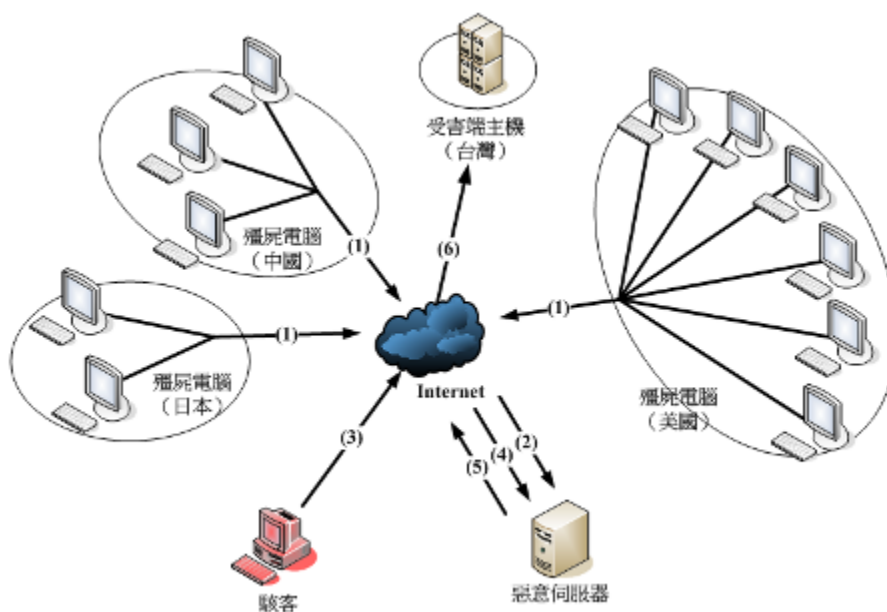 受害端主機
（台灣）
殭屍電腦
（中國）
(1)
(6)
(1)
殭屍電腦
（日本）
(1)
Internet
殭屍電腦
（美國）
(3)
(5)
(4)
(2)
駭客
惡意伺服器